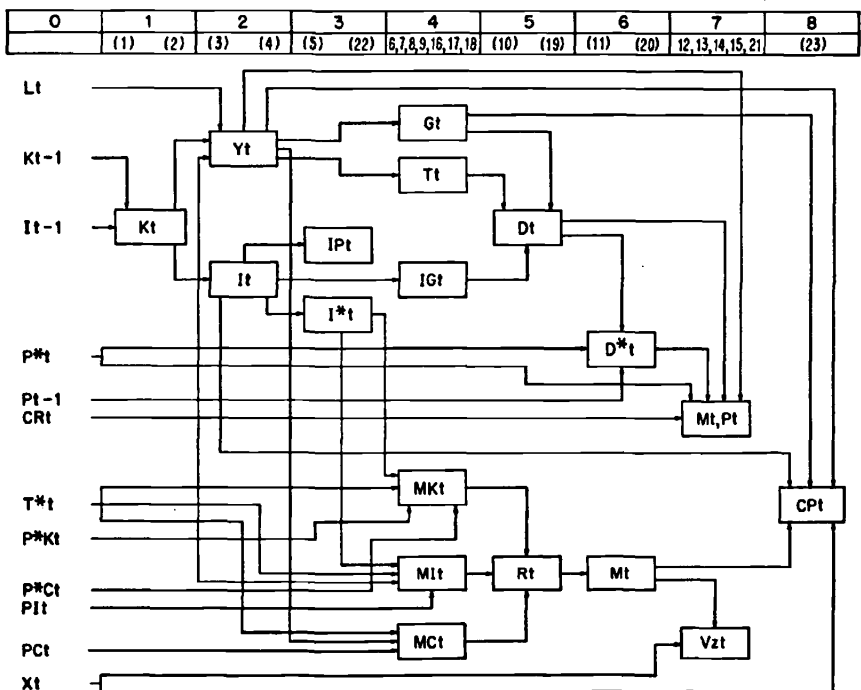 0 1 2 3 4 5 6 7 8
(1) (2) (3) (4) (5) (22) 6,7,8,9,16,17,18 (10) (19) (11) (20) 12,13,14,15,21 (23)
Lt
Gt
Yt
Kt-1
Tt
It-1
Kt
Dt
IPt
It
IGt
I*t
P*t
D*t
Pt-1
CRt
Mt,Pt
MKt
T*t
CPt
P*Kt
MIt
Rt
Mt
P*Ct
PIt
MCt
Vzt
PCt
Xt